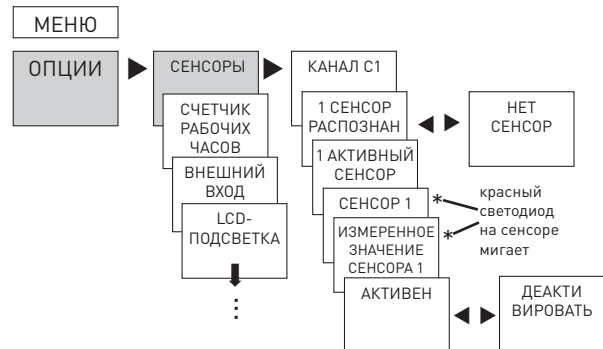 МЕНЮ
ОПЦИИ
СЕНСОРЫ
СЧЕТЧИК
РАБОЧИХ
ЧАСОВ
ВНЕШНИЙ
ВХОД
LCD-
ПОДСВЕТКА
КАНАЛ C1
1 СЕНСОР
РАСПОЗНАН
1 АКТИВНЫЙ
СЕНСОР
СЕНСОР 1 *
ИЗМЕРЕННОЕ *
ЗНАЧЕНИЕ
СЕНСОРА 1
АКТИВЕН
НЕТ
СЕНСОР
красный
светодиод
на сенсоре
мигает
ДЕАКТИ
ВИРОВАТЬ